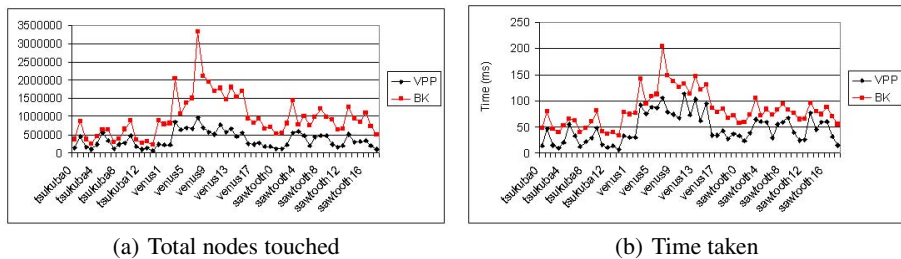 3500000
3000000
2500000
2000000
1500000
1000000
500000
0
tsukuba0
tsukuba4
tsukuba8
tsukuba12
venus1
venus5
venus9
venus13
venus17
sawtooth0
sawtooth4
sawtooth8
sawtooth12
sawtooth16
VPP
BK
(a) Total nodes touched
Time (ms)
250
200
150
100
50
0
tsukuba0
tsukuba4
tsukuba8
tsukuba12
venus1
venus5
venus9
venus13
venus17
sawtooth0
sawtooth4
sawtooth8
sawtooth12
sawtooth16
VPP
BK
(b) Time taken